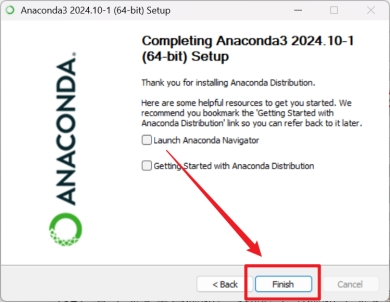 Anaconda3 2024.10-1 (64-bit) Setup
Completing Anaconda3 2024.10-1
(64-bit) Setup
Thank you for installing Anaconda Distribution.
Here are some helpful resources to get you started. We
recommend you bookmark the 'Getting Started with
Anaconda Distribution' link so you can refer back to it later.
Launch Anaconda Navigator
Getting Started with Anaconda Distribution
ANACONDA.
< Back
Finish
Cancel